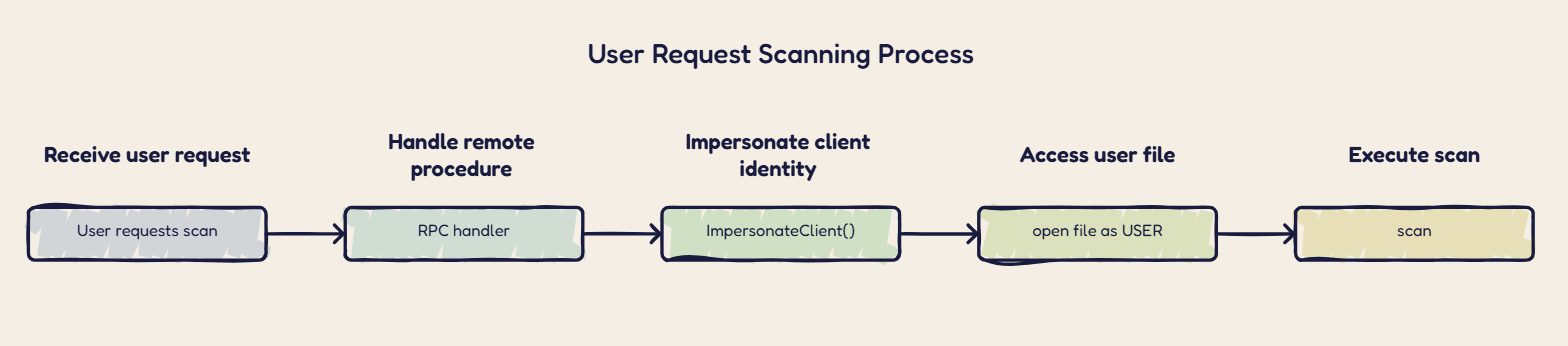 User Request Scanning Process
Receive user request
Handle remote
procedure
Impersonate client
identity
Access user file
Execute scan
User requests scan
RPC handler
ImpersonateClient()
open file as USER
scan